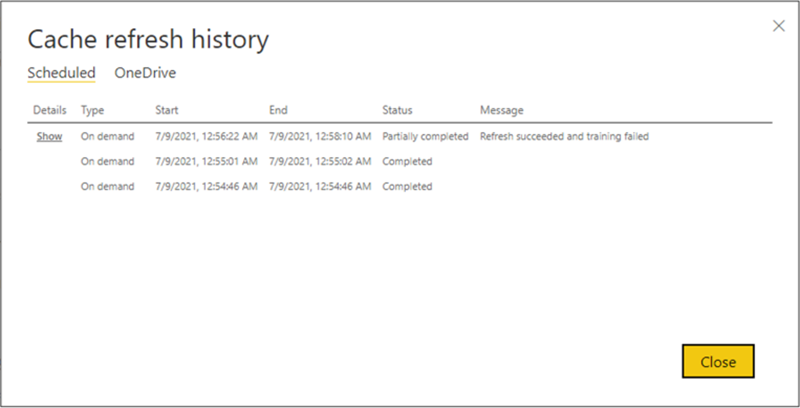 Cache refresh history
Scheduled OneDrive
Details Type Start End Status Message
Show On demand 7/9/2021, 12:56:22 AM 7/9/2021, 12:58:10 AM Partially completed Refresh succeeded and training failed
On demand 7/9/2021, 12:55:01 AM 7/9/2021, 12:55:02 AM Completed
On demand 7/9/2021, 12:54:46 AM 7/9/2021, 12:54:46 AM Completed
Close